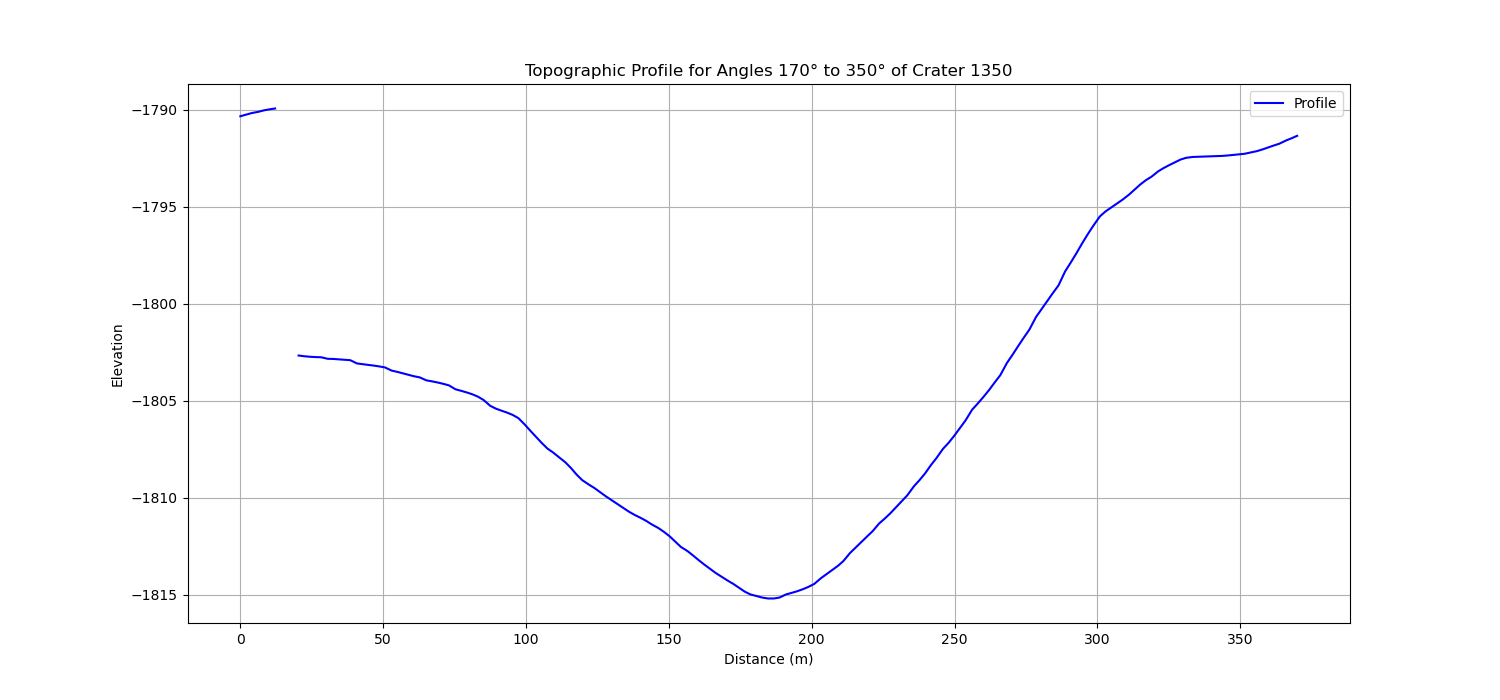 Topographic Profile for Angles 170° to 350° of Crater 1350
Profile
Elevation
−1790
−1795
−1800
−1805
−1810
−1815
0 50 100 150 200 250 300 350
Distance (m)